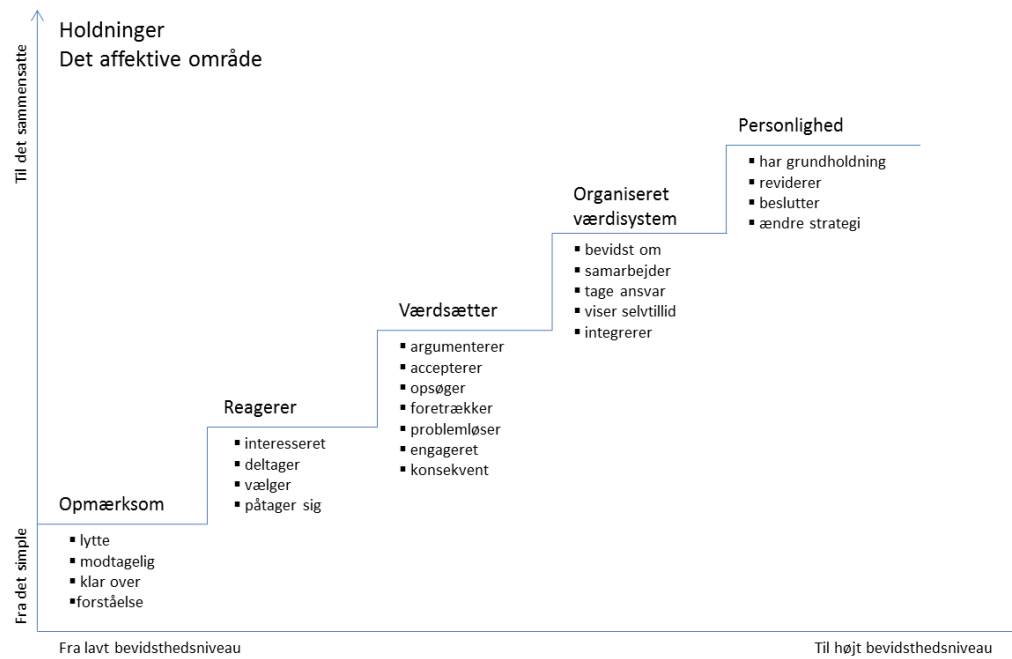 Holdninger
Det affektive område
Til det sammensatte
Personlighed
▪ har grundholdning
▪ reviderer
▪ beslutter
▪ ændre strategi
Organiseret
værdisystem
▪ bevidst om
▪ samarbejder
▪ tage ansvar
▪ viser selvtillid
▪ integrerer
Værdsætter
▪ argumenterer
▪ accepterer
▪ opsøger
▪ foretrækker
▪ problemløser
▪ engageret
▪ konsekvent
Reagerer
▪ interesseret
▪ deltager
▪ vælger
▪ påtager sig
Opmærksom
▪ lytte
▪ modtagelig
▪ klar over
▪forståelse
Fra det simple
Fra lavt bevidsthedsniveau
Til højt bevidsthedsniveau